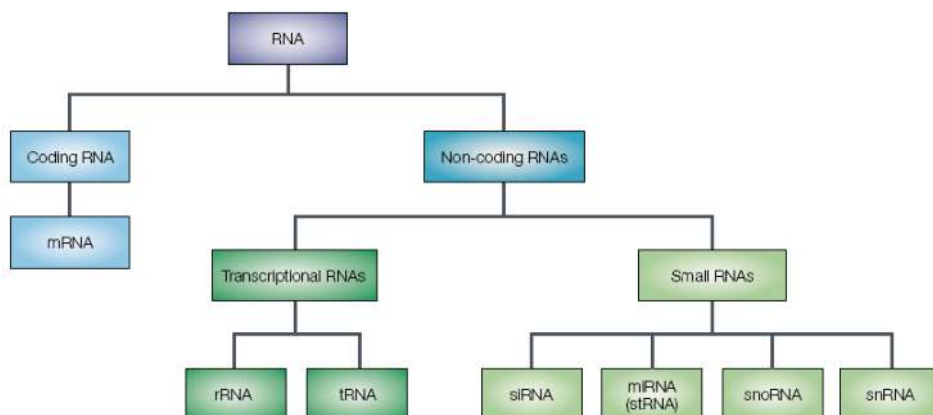 RNA
Coding RNA
Non-coding RNAs
mRNA
Transcriptional RNAs
Small RNAs
rRNA
tRNA
siRNA
miRNA
(stRNA)
snoRNA
snRNA